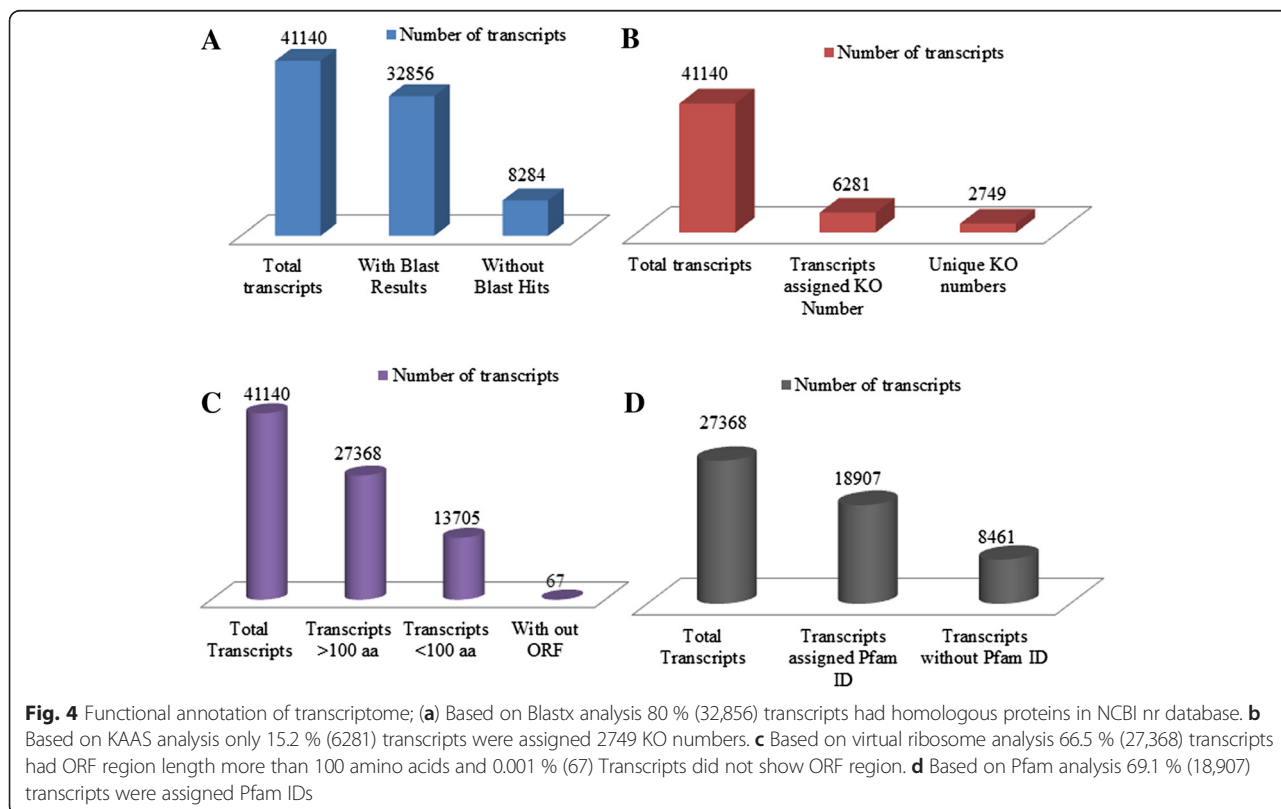 A
Number of transcripts
41140
32856
8284
Total transcripts
With Blast Results
Without Blast Hits
B
Number of transcripts
41140
6281
2749
Total transcripts
Transcripts assigned KO Number
Unique KO numbers
C
Number of transcripts
41140
27368
13705
67
Total Transcripts
Transcripts >100 aa
Transcripts <100 aa
With out ORF
D
Number of transcripts
27368
18907
8461
Total Transcripts
Transcripts assigned Pfam ID
Transcripts without Pfam ID
Fig. 4 Functional annotation of transcriptome; (a) Based on Blastx analysis 80 % (32,856) transcripts had homologous proteins in NCBI nr database. b
Based on KAAS analysis only 15.2 % (6281) transcripts were assigned 2749 KO numbers. c Based on virtual ribosome analysis 66.5 % (27,368) transcripts
had ORF region length more than 100 amino acids and 0.001 % (67) Transcripts did not show ORF region. d Based on Pfam analysis 69.1 % (18,907)
transcripts were assigned Pfam IDs